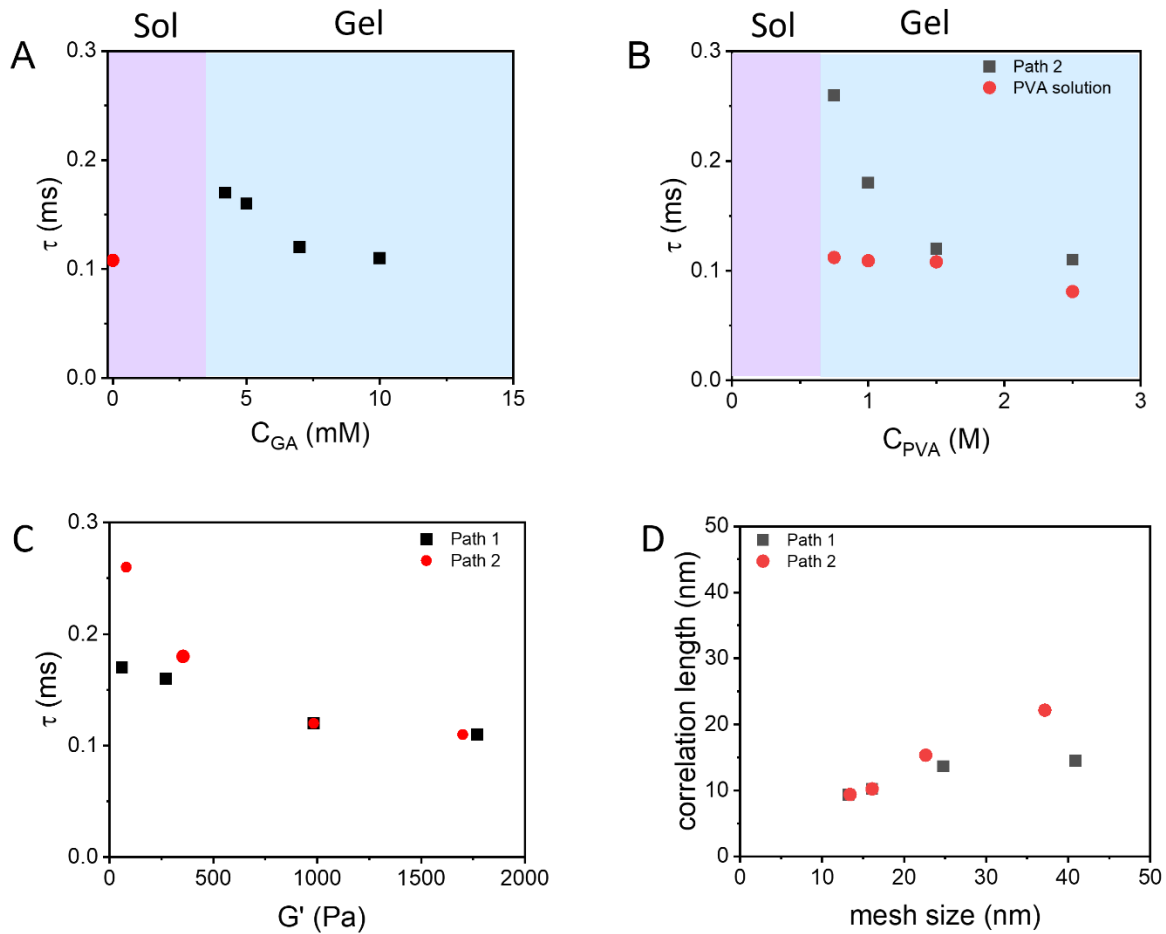 Sol Gel
A
0.3
0.2
0.1
0.0
τ (ms)
0 5 10 15
C_GA (mM)
Sol Gel
B
Path 2
PVA solution
0.3
0.2
0.1
0.0
τ (ms)
0 1 2 3
C_PVA (M)
C
Path 1
Path 2
0.3
0.2
0.1
0.0
τ (ms)
0 500 1000 1500 2000
G' (Pa)
D
Path 1
Path 2
50
40
30
20
10
0
correlation length (nm)
0 10 20 30 40 50
mesh size (nm)